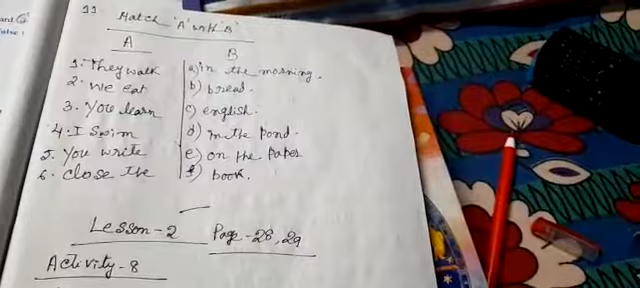 11 Match 'A' with 'B'
A B
1. They walk a) in the morning.
2. we eat b) bread.
3. You learn c) english.
4. I Swim d) in the pond.
5. You write e) on the Paper
6. close the f) book.
Lesson-2 Page-28, 29
Activity-8